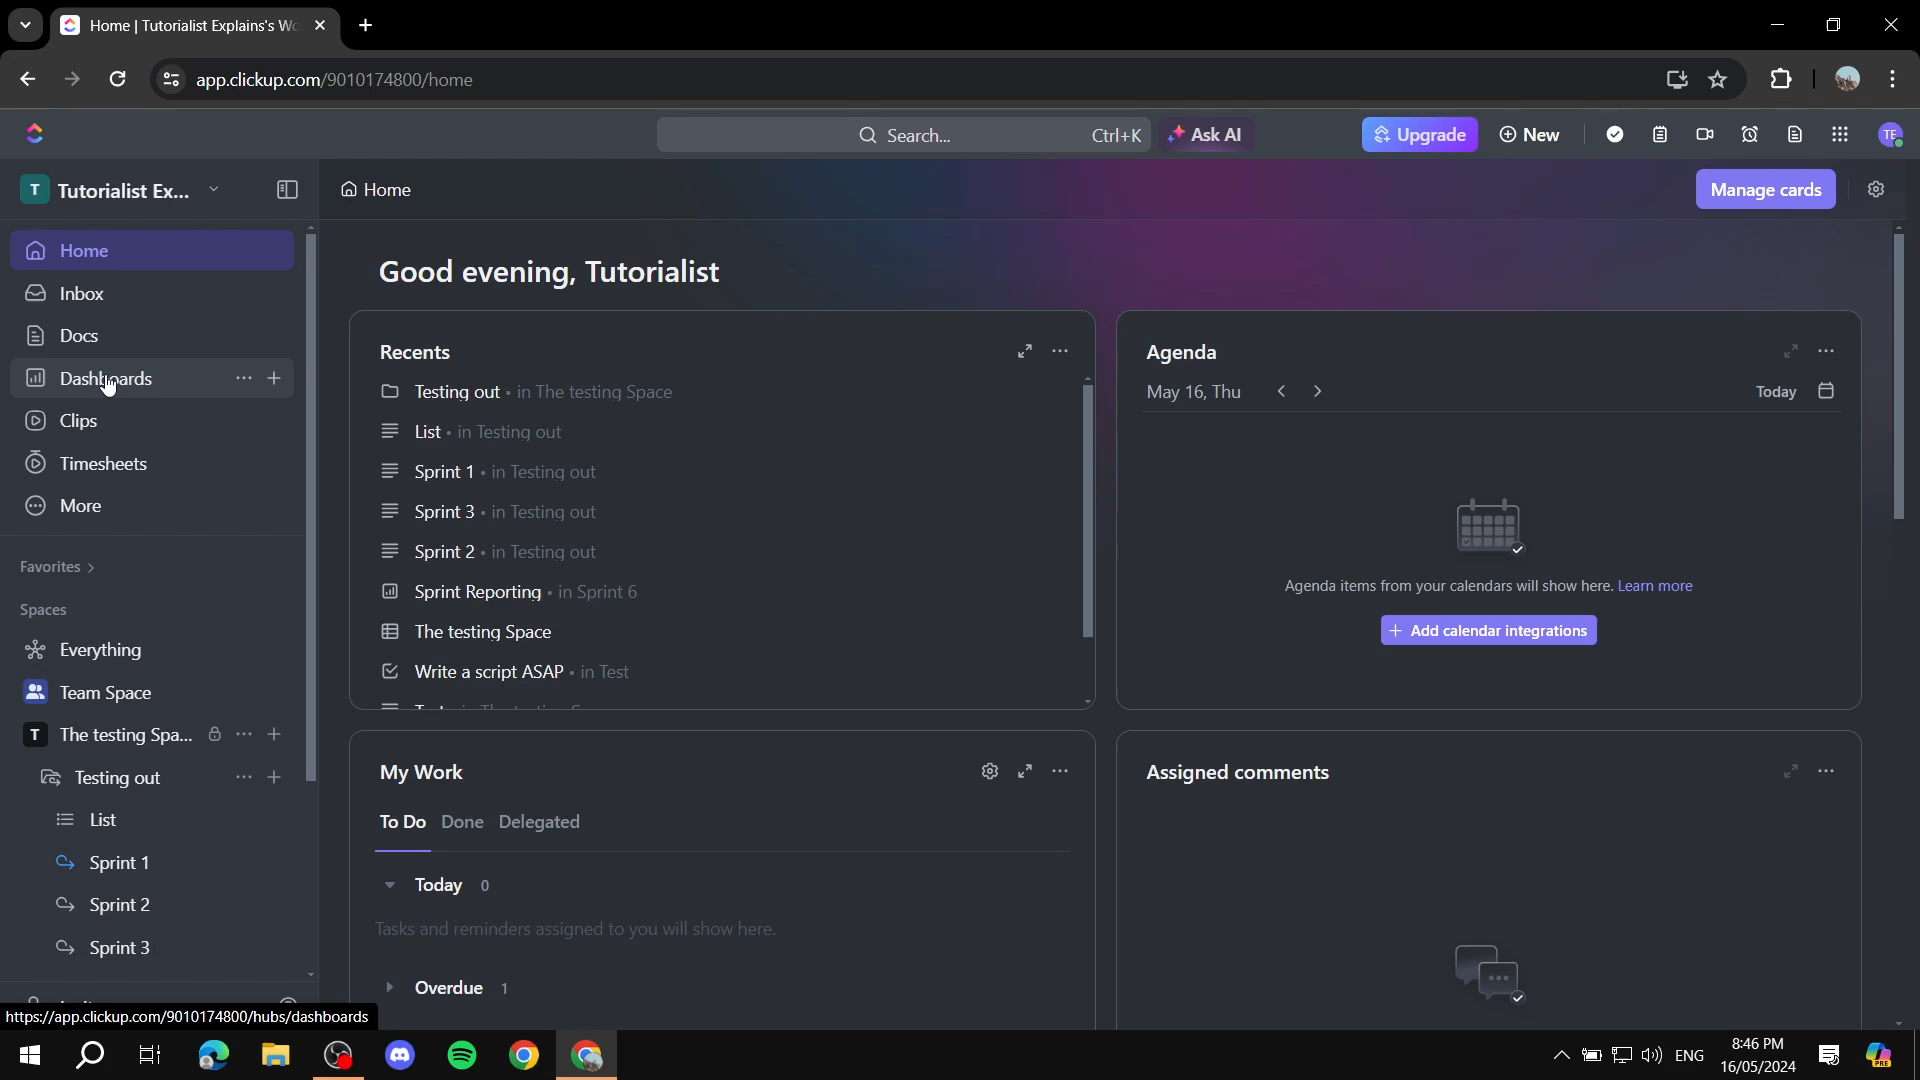 Home | Tutorialist Explains's Wo
app.clickup.com/9010174800/home
Search...
Ctrl+K
Ask AI
Upgrade
New
TE
T
Tutorialist Ex...
Home
Manage cards
Home
Inbox
Docs
Dashboards
Clips
Timesheets
More
Favorites
Spaces
Everything
Team Space
T
The testing Spa...
Testing out
List
Sprint 1
Sprint 2
Sprint 3
Good evening, Tutorialist
Recents
Testing out • in The testing Space
List • in Testing out
Sprint 1 • in Testing out
Sprint 3 • in Testing out
Sprint 2 • in Testing out
Sprint Reporting • in Sprint 6
The testing Space
Write a script ASAP • in Test
Agenda
May 16, Thu
Today
Agenda items from your calendars will show here. Learn more
+ Add calendar integrations
My Work
To Do Done Delegated
Today 0
Tasks and reminders assigned to you will show here.
Overdue 1
Assigned comments
https://app.clickup.com/9010174800/hubs/dashboards
ENG
8:46 PM
16/05/2024
PRE